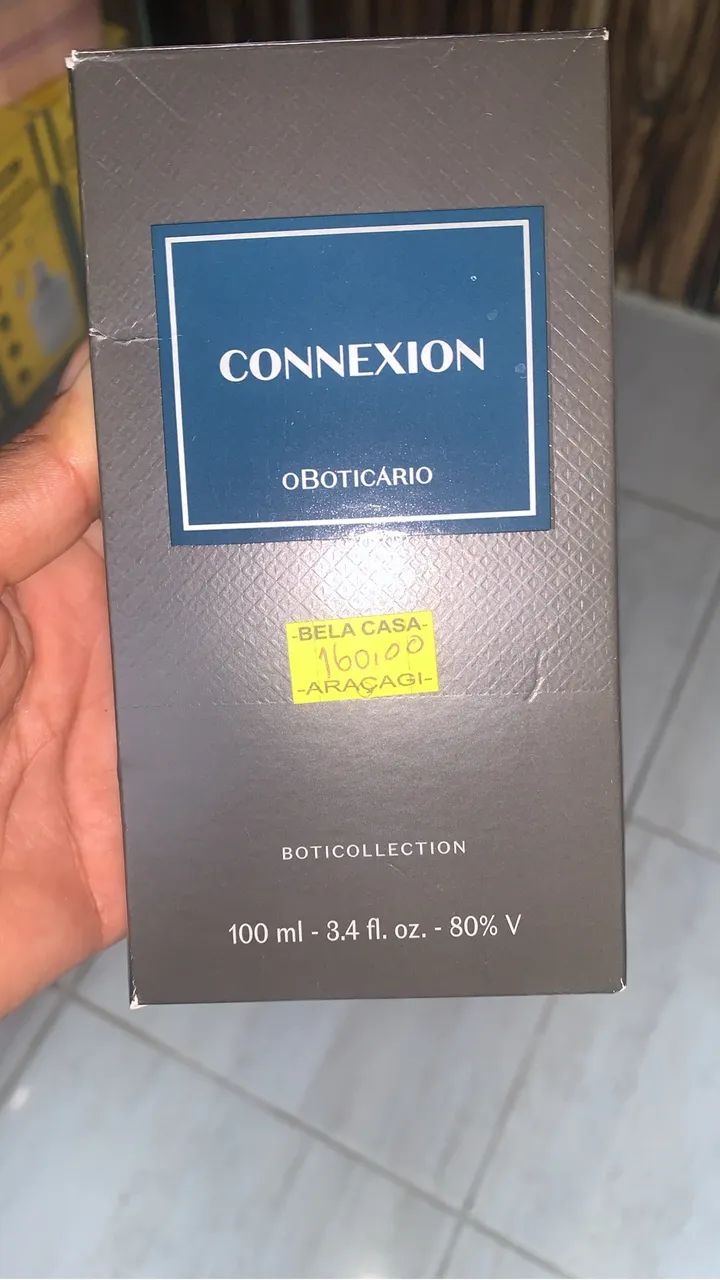 CONNEXION
oBOTICÁRIO
-BELA CASA-
160,00
-ARAÇAGI-
BOTICOLLECTION
100 ml - 3.4 fl. oz. - 80% V